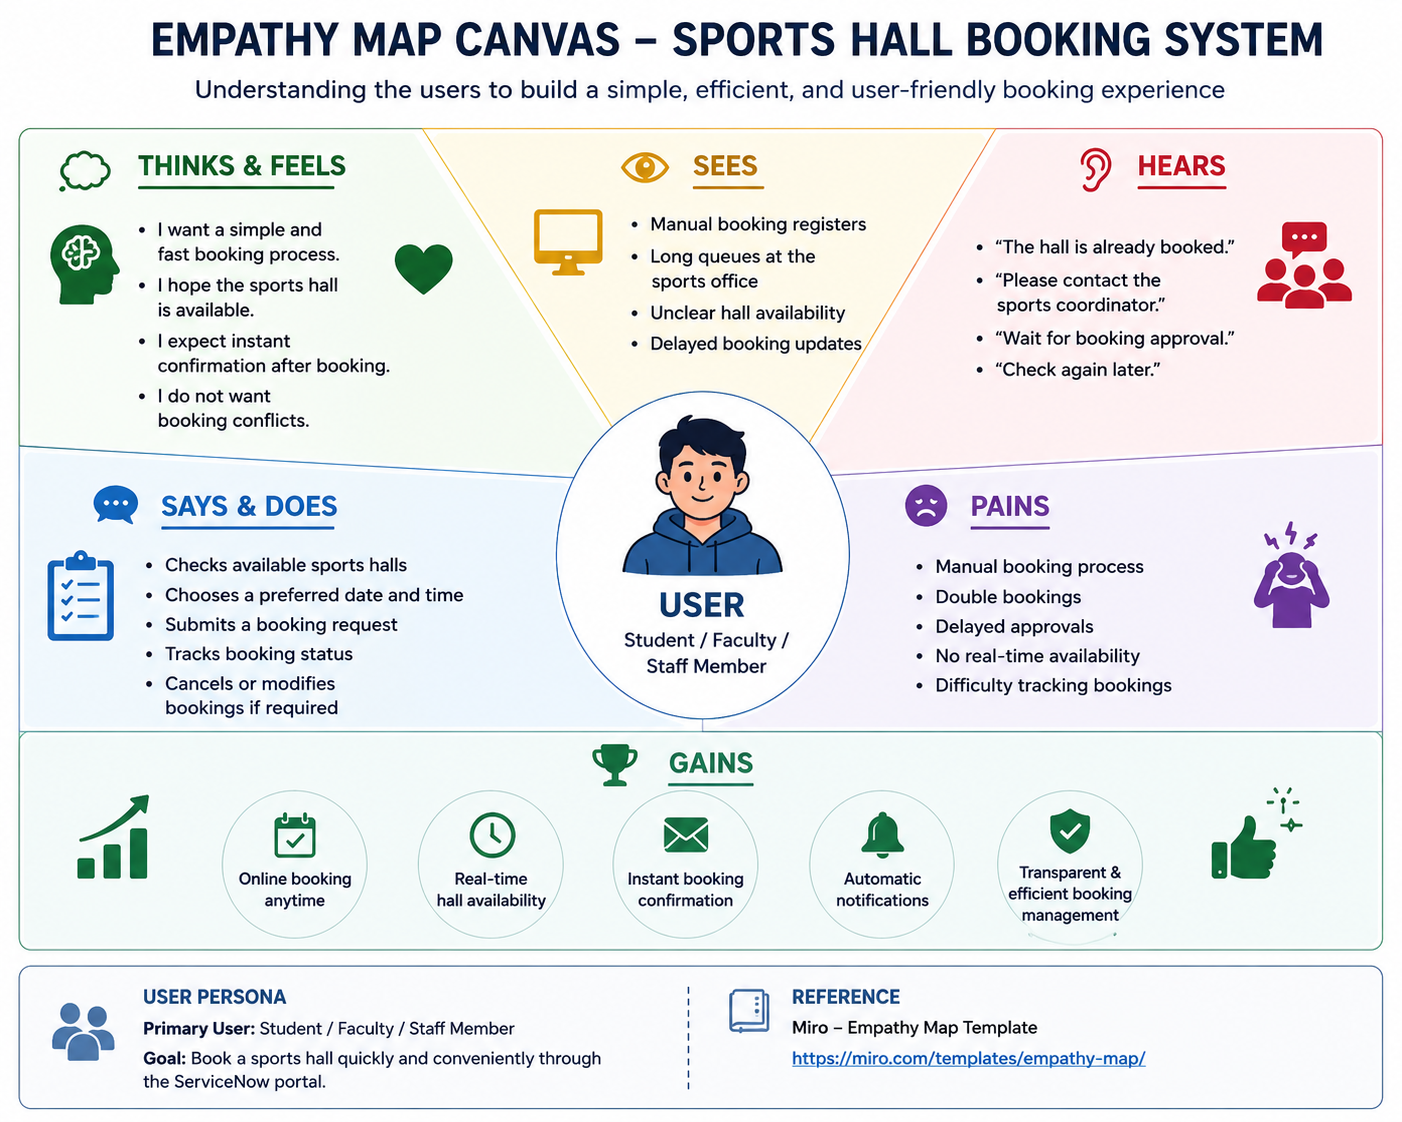 EMPATHY MAP CANVAS – SPORTS HALL BOOKING SYSTEM
Understanding the users to build a simple, efficient, and user-friendly booking experience
THINKS & FEELS
• I want a simple and
fast booking process.
• I hope the sports hall
is available.
• I expect instant
confirmation after booking.
• I do not want
booking conflicts.
SEES
• Manual booking registers
• Long queues at the
sports office
• Unclear hall availability
• Delayed booking updates
HEARS
• “The hall is already booked.”
• “Please contact the
sports coordinator.”
• “Wait for booking approval.”
• “Check again later.”
SAYS & DOES
• Checks available sports halls
• Chooses a preferred date and time
• Submits a booking request
• Tracks booking status
• Cancels or modifies
bookings if required
USER
Student / Faculty /
Staff Member
PAINS
• Manual booking process
• Double bookings
• Delayed approvals
• No real-time availability
• Difficulty tracking bookings
GAINS
Online booking
anytime
Real-time
hall availability
Instant booking
confirmation
Automatic
notifications
Transparent &
efficient booking
management
USER PERSONA
Primary User: Student / Faculty / Staff Member
Goal: Book a sports hall quickly and conveniently through
the ServiceNow portal.
REFERENCE
Miro – Empathy Map Template
https://miro.com/templates/empathy-map/